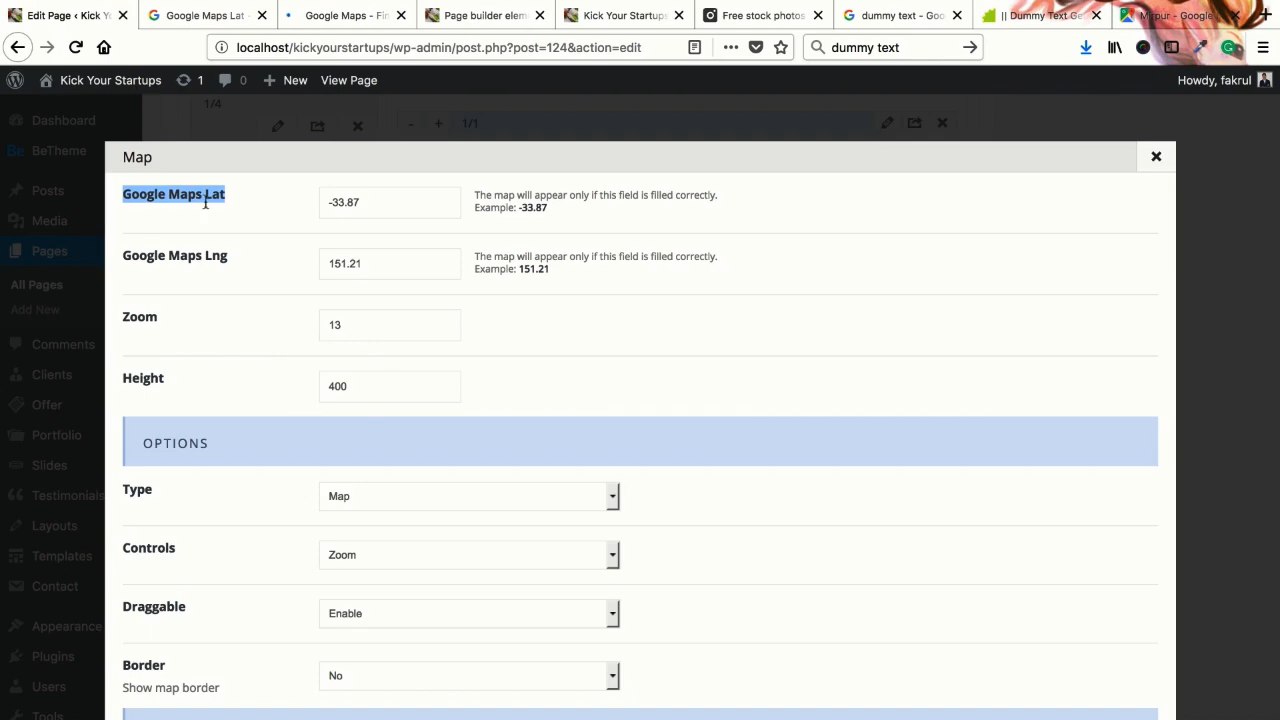 Edit Page ‹ Kick Y
Google Maps Lat -
Google Maps - Fin
Page builder elem
Kick Your Startups
Free stock photos
dummy text - Goo
|| Dummy Text Ge
Mirpur - Google
localhost/kickyourstartups/wp-admin/post.php?post=124&action=edit
dummy text
Kick Your Startups
1
0
New
View Page
Howdy, fakrul
1/4
- + 1/1
Dashboard
BeTheme
Posts
Media
Pages
All Pages
Add New
Comments
Clients
Offer
Portfolio
Slides
Testimonials
Layouts
Templates
Contact
Appearance
Plugins
Users
Tools
Map
Google Maps Lat
-33.87
The map will appear only if this field is filled correctly.
Example: -33.87
Google Maps Lng
151.21
The map will appear only if this field is filled correctly.
Example: 151.21
Zoom
13
Height
400
OPTIONS
Type
Map
Controls
Zoom
Draggable
Enable
Border
Show map border
No